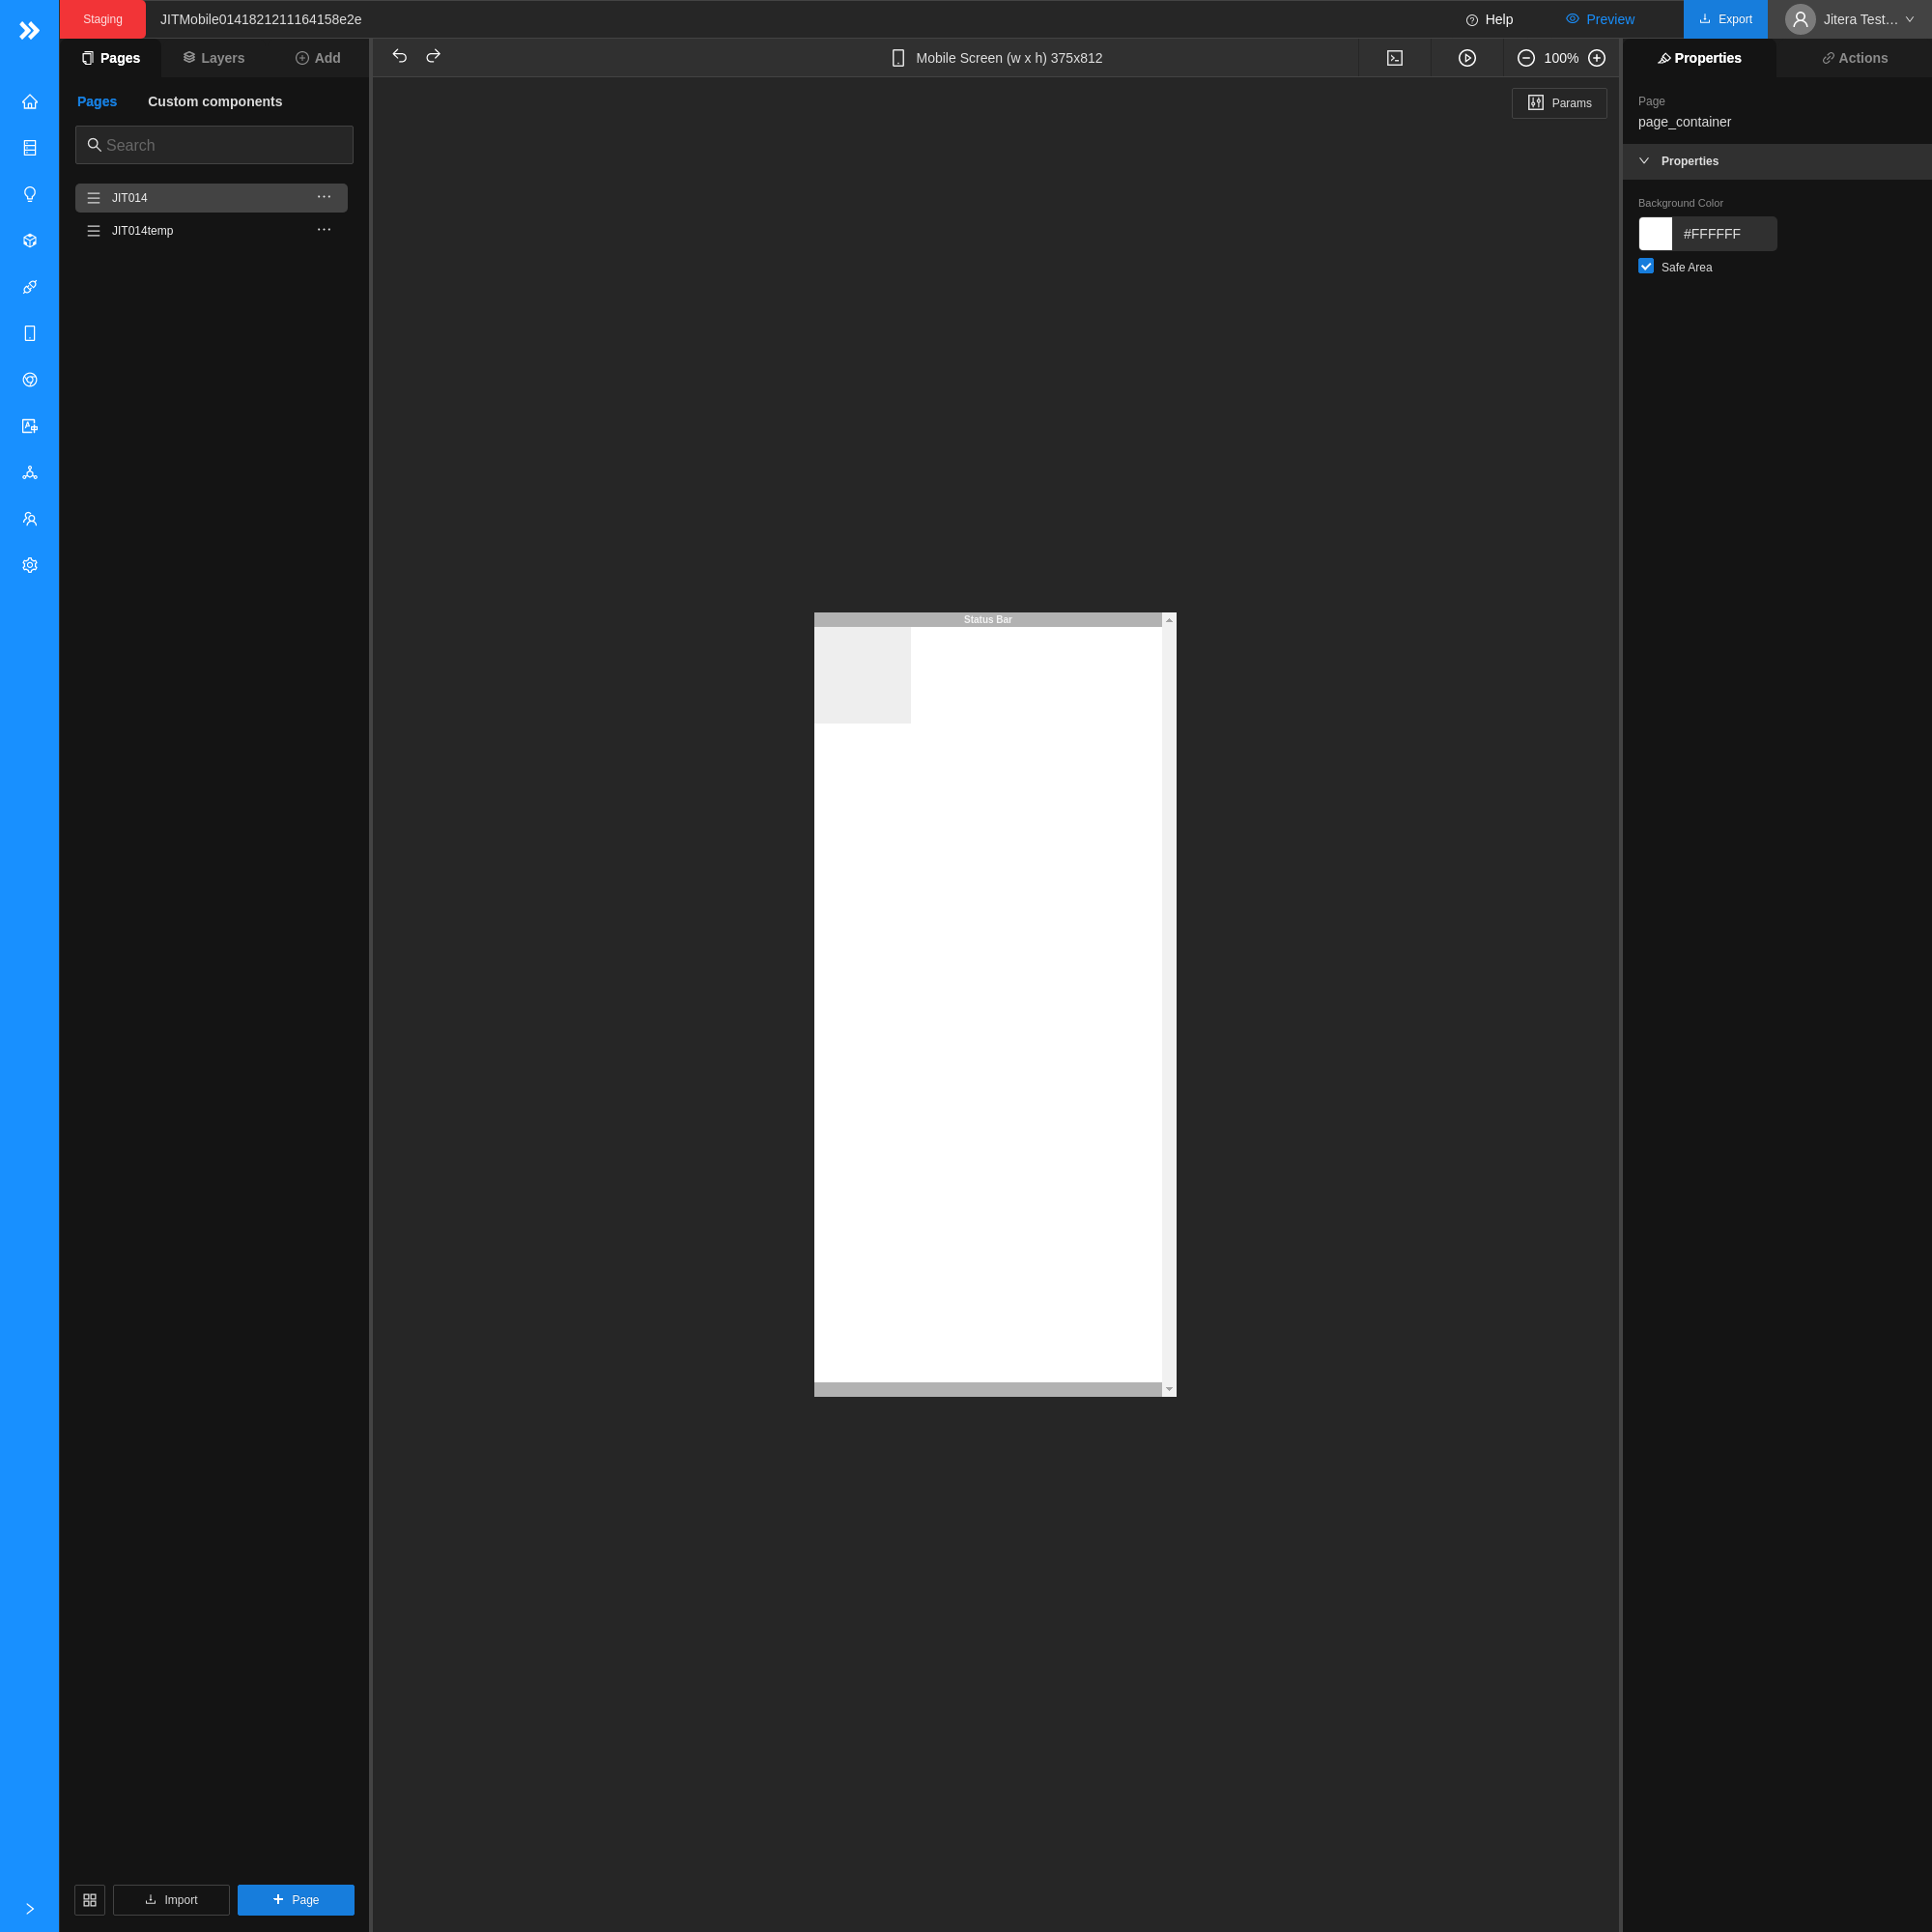 Staging
JITMobile0141821211164158e2e
Help
Preview
Export
Jitera Test…
Pages
Layers
Add
Mobile Screen (w x h) 375x812
100%
Properties
Actions
Pages
Custom components
Params
Search
JIT014
JIT014temp
Page
page_container
Properties
Background Color
#FFFFFF
Safe Area
Status Bar
Import
Page